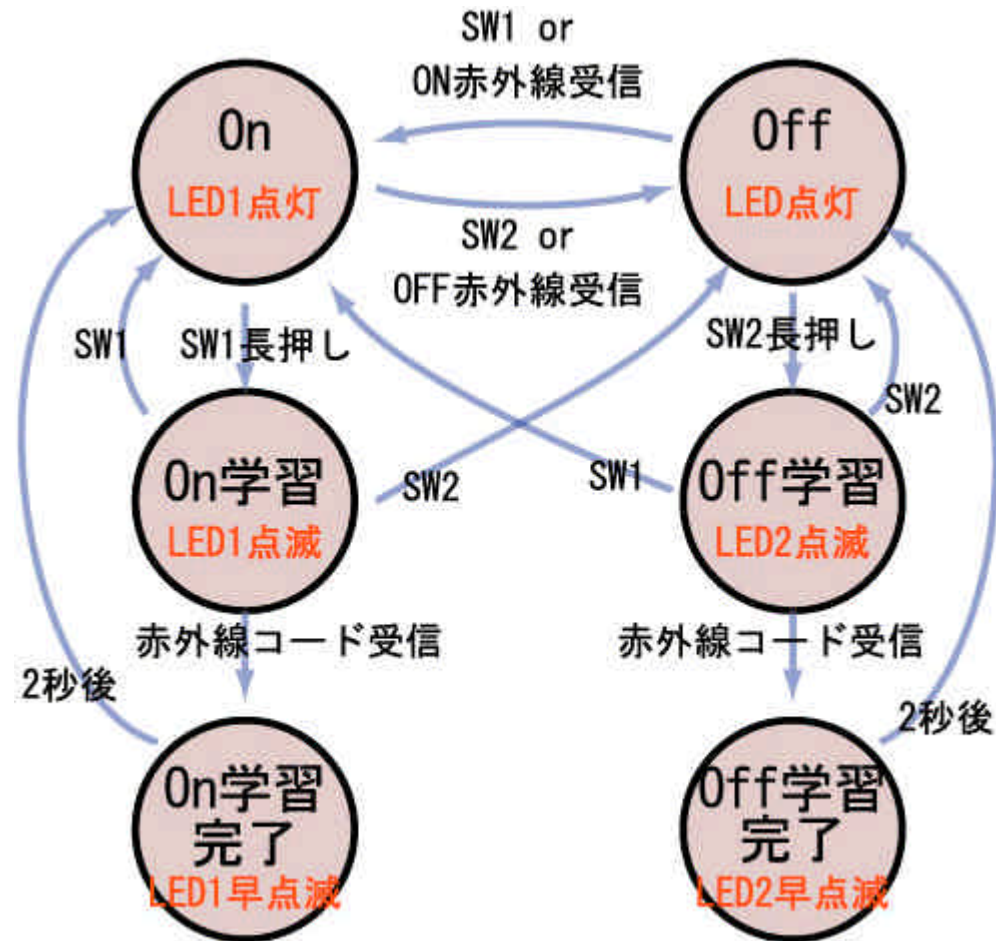 SW1 or
ON赤外線受信
On
LED1点灯
Off
LED点灯
SW2 or
OFF赤外線受信
SW1
SW1長押し
SW2長押し
SW2
On学習
LED1点滅
SW2
SW1
Off学習
LED2点滅
赤外線コード受信
赤外線コード受信
2秒後
2秒後
On学習
完了
LED1早点滅
Off学習
完了
LED2早点滅